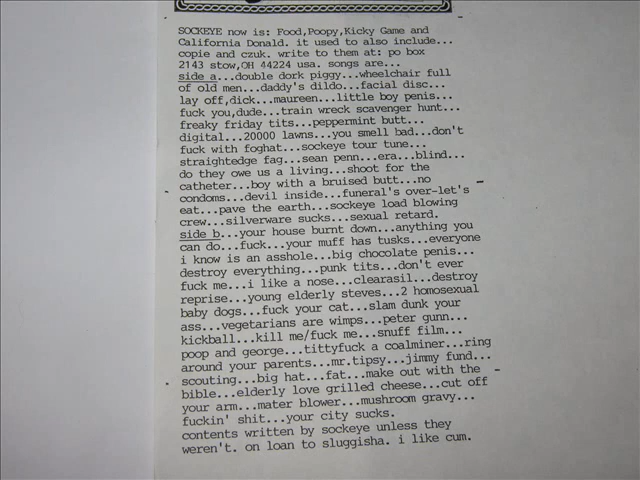 SOCKEYE now is: Food,Poopy,Kicky Game and
California Donald. it used to also include...
copie and czuk. write to them at: po box
2143 stow,OH 44224 usa. songs are...
side a...double dork piggy...wheelchair full
of old men...daddy's dildo...facial disc...
lay off,dick...maureen...little boy penis...
fuck you,dude...train wreck scavenger hunt...
freaky friday tits...peppermint butt...
digital...20000 lawns...you smell bad...don't
fuck with foghat...sockeye tour tune...
straightedge fag...sean penn...era...blind...
do they owe us a living...shoot for the
catheter...boy with a bruised butt...no
condoms...devil inside...funeral's over-let's
eat...pave the earth...sockeye load blowing
crew...silverware sucks...sexual retard.
side b...your house burnt down...anything you
can do...fuck...your muff has tusks...everyone
i know is an asshole...big chocolate penis...
destroy everything...punk tits...don't ever
fuck me...i like a nose...clearasil...destroy
reprise...young elderly steves...2 homosexual
baby dogs...fuck your cat...slam dunk your
ass...vegetarians are wimps...peter gunn...
kickball...kill me/fuck me...snuff film...
poop and george...tittyfuck a coalminer...ring
around your parents...mr.tipsy...jimmy fund...
scouting...big hat...fat...make out with the
bible...elderly love grilled cheese...cut off
your arm...mater blower...mushroom gravy...
fuckin' shit...your city sucks.
contents written by sockeye unless they
weren't. on loan to sluggisha. i like cum.